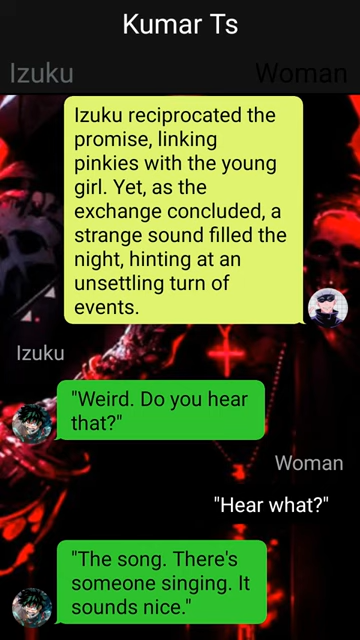 Kumar Ts
Izuku Woman
Izuku reciprocated the
promise, linking
pinkies with the young
girl. Yet, as the
exchange concluded, a
strange sound filled the
night, hinting at an
unsettling turn of
events.
Izuku
"Weird. Do you hear
that?"
Woman
"Hear what?"
"The song. There's
someone singing. It
sounds nice."